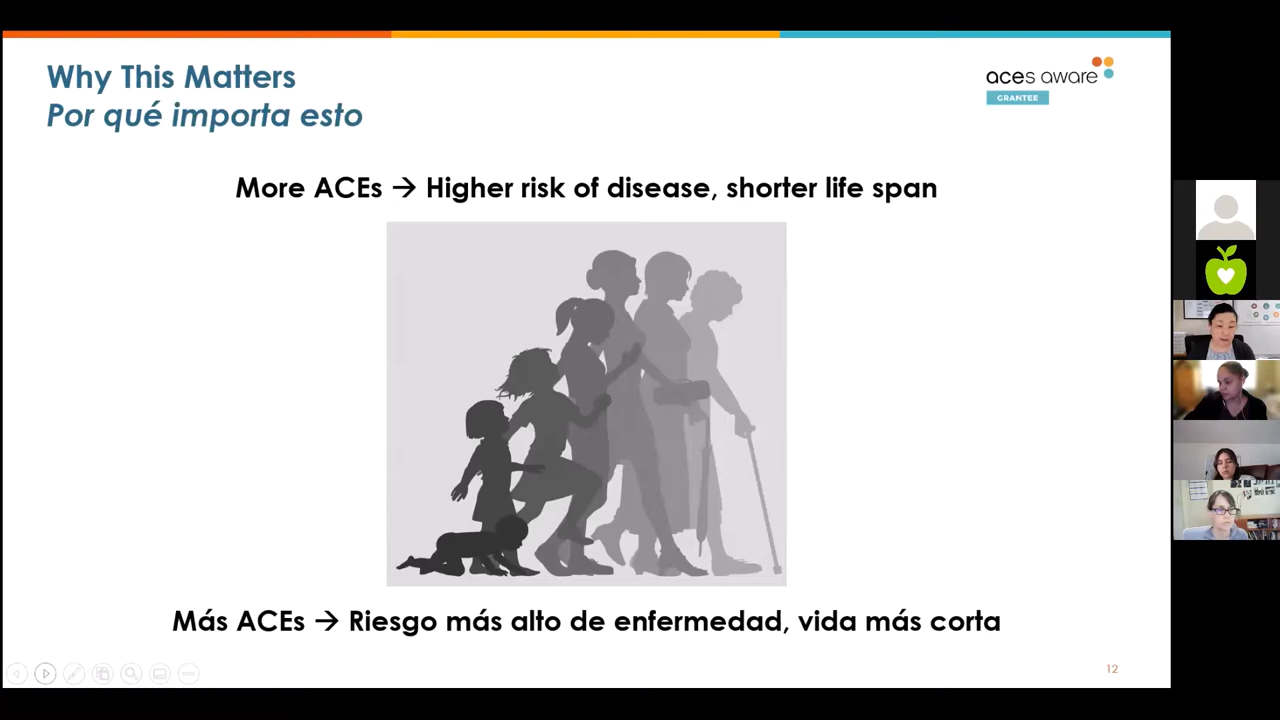 Why This Matters
Por qué importa esto
aces aware
GRANTEE
More ACEs → Higher risk of disease, shorter life span
Más ACEs → Riesgo más alto de enfermedad, vida más corta
12